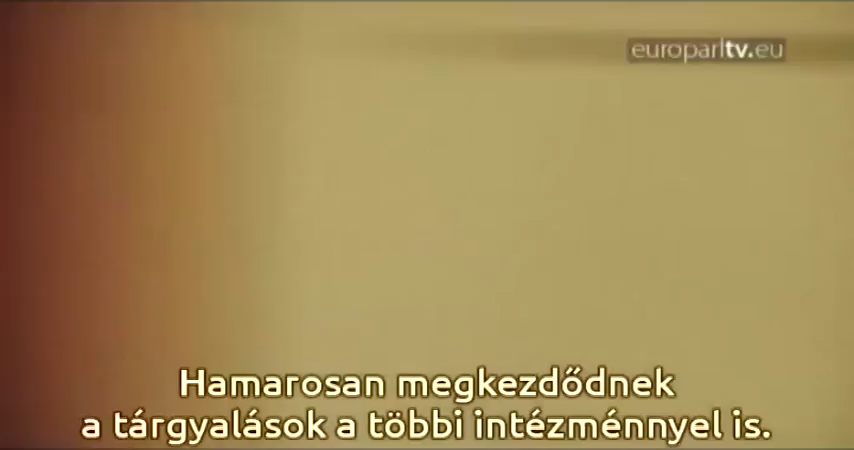 europarltv.eu
Hamarosan megkezdődnek
a tárgyalások a többi intézménnyel is.